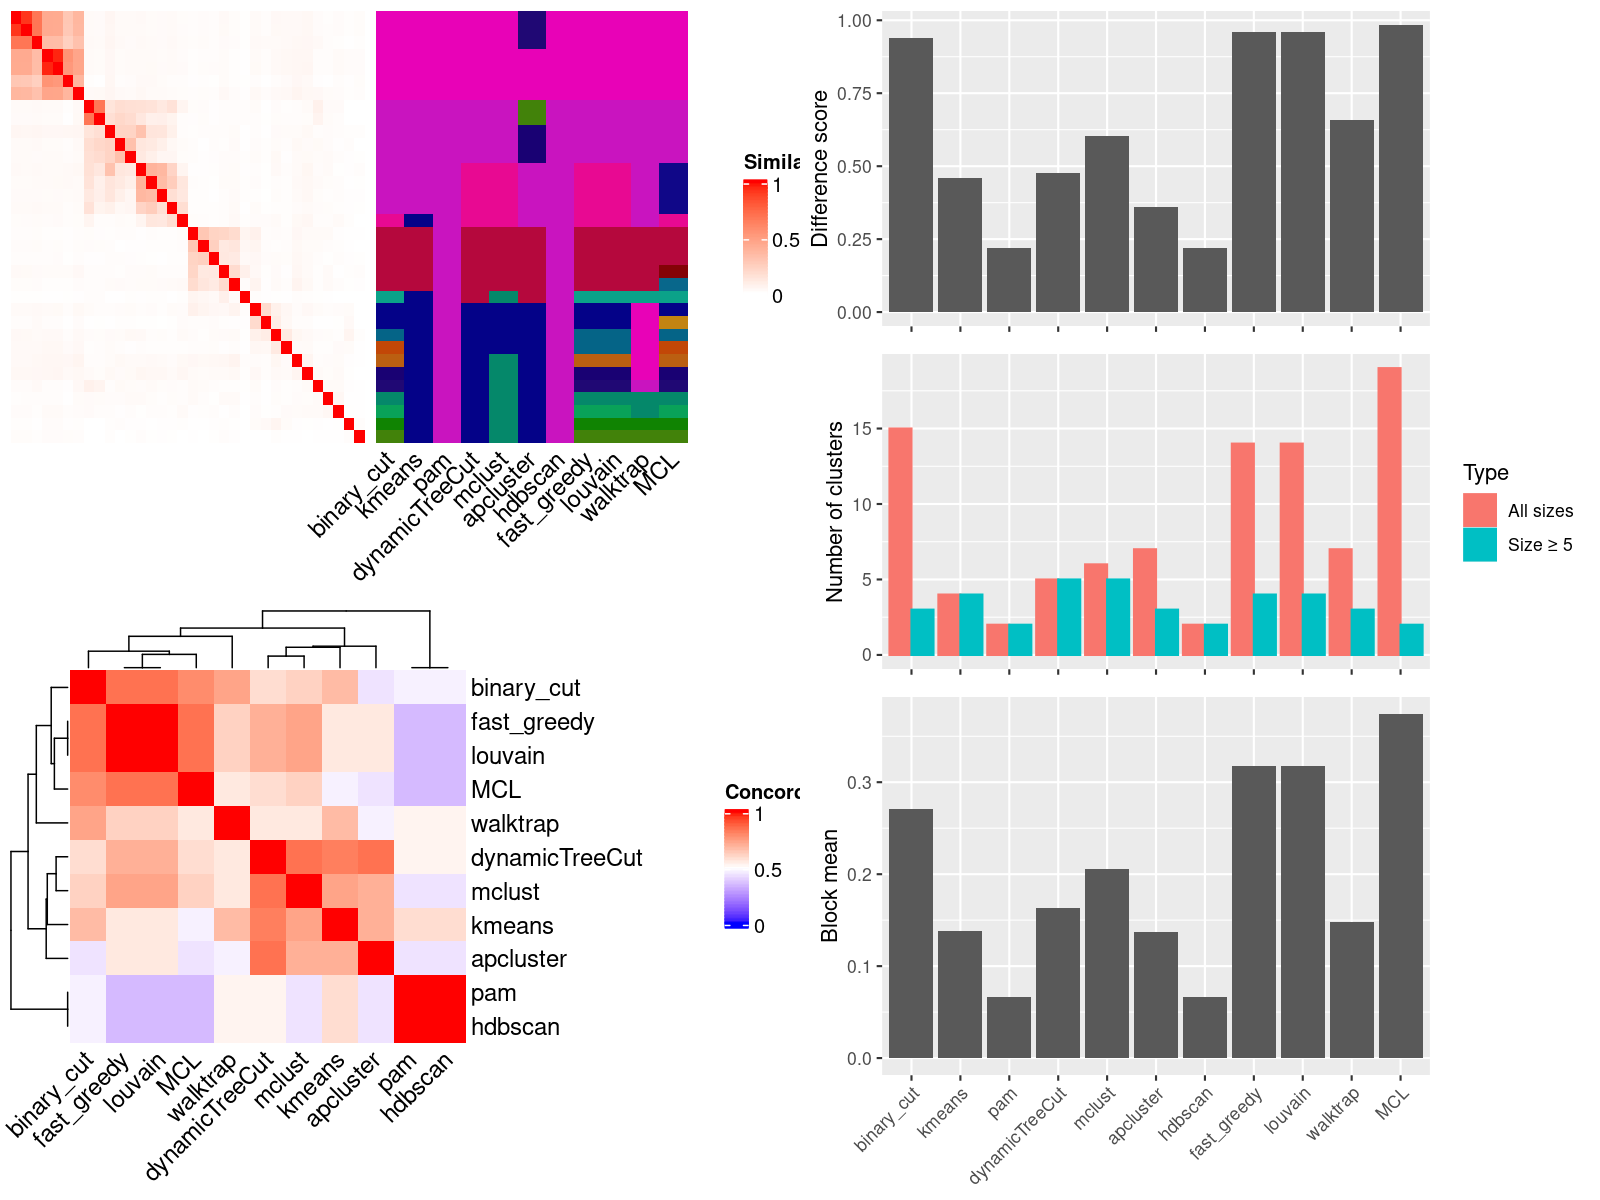 Simila
1
0.5
0
binary_cut
kmeans
pam
dynamicTreeCut
mclust
apcluster
hdbscan
fast_greedy
louvain
walktrap
MCL
binary_cut
fast_greedy
louvain
MCL
walktrap
dynamicTreeCut
mclust
kmeans
apcluster
pam
hdbscan
binary_cut
fast_greedy
louvain
MCL
walktrap
dynamicTreeCut
mclust
kmeans
apcluster
pam
hdbscan
Concord
1
0.5
0
Difference score
1.00
0.75
0.50
0.25
0.00
Number of clusters
15
10
5
0
Type
All sizes
Size ≥ 5
Block mean
0.3
0.2
0.1
0.0
binary_cut
kmeans
pam
dynamicTreeCut
mclust
apcluster
hdbscan
fast_greedy
louvain
walktrap
MCL